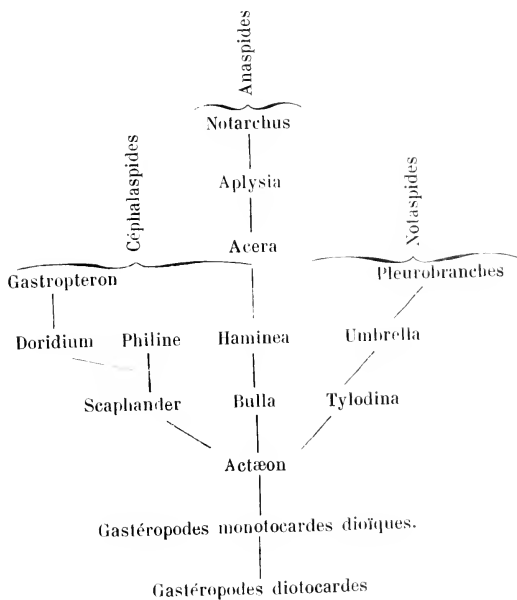 Anaspides
Notarchus
Aplysia
Céphalaspides
Notaspides
Acera
Gastropteron
Pleurobranches
Doridium Philine Haminea Umbrella
Scaphander Bulla Tylodina
Actæon
Gastéropodes monotocardes dioïques.
Gastéropodes diotocardes